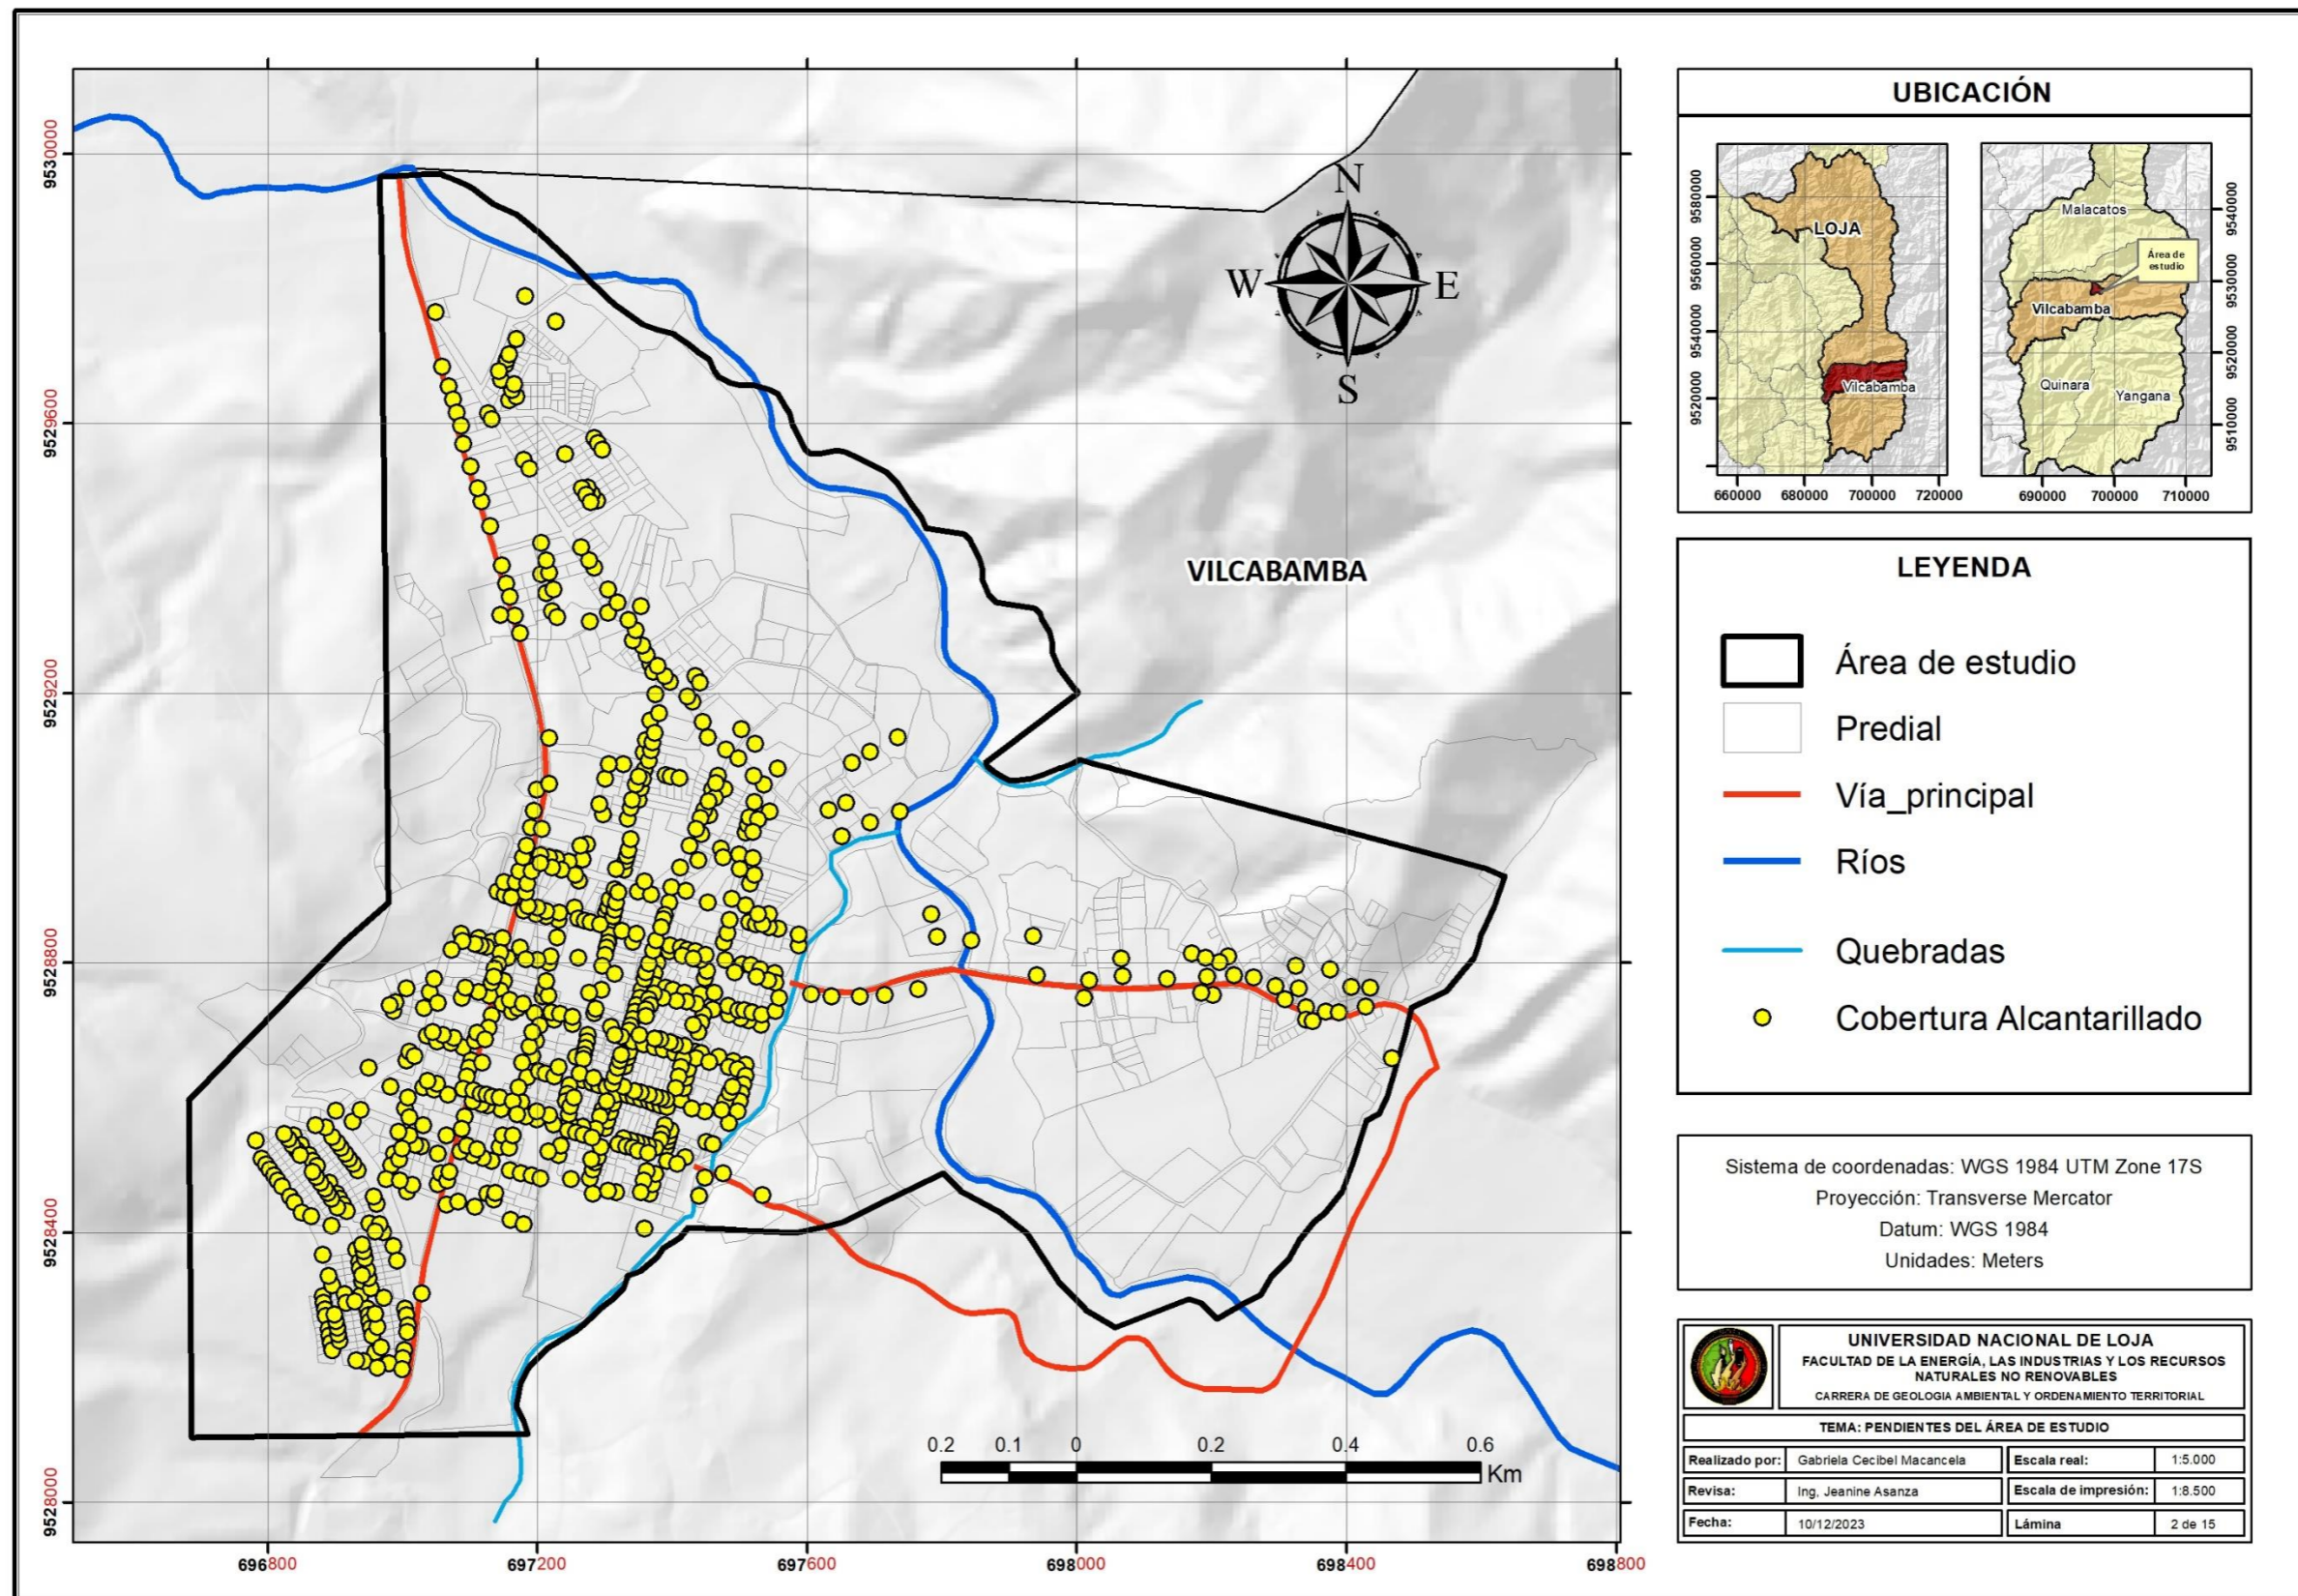 N
W
E
S
VILCABAMBA
9530000
9529600
9529200
9528800
9528400
9528000
696800
697200
697600
698000
698400
698800
0.2
0.1
0
0.2
0.4
0.6
Km
UBICACIÓN
LOJA
Vilcabamba
9580000
9560000
9540000
9520000
660000
680000
700000
720000
Malacatos
Área de
estudio
Vilcabamba
Quinara
Yangana
9540000
9530000
9520000
9510000
690000
700000
710000
LEYENDA
Área de estudio
Predial
Vía_principal
Ríos
Quebradas
Cobertura Alcantarillado
Sistema de coordenadas: WGS 1984 UTM Zone 17S
Proyección: Transverse Mercator
Datum: WGS 1984
Unidades: Meters
UNIVERSIDAD NACIONAL DE LOJA
FACULTAD DE LA ENERGÍA, LAS INDUSTRIAS Y LOS RECURSOS
NATURALES NO RENOVABLES
CARRERA DE GEOLOGIA AMBIENTAL Y ORDENAMIENTO TERRITORIAL
TEMA: PENDIENTES DEL ÁREA DE ESTUDIO
Realizado por: Gabriela Cecibel Macancela Escala real: 1:5.000
Revisa: Ing, Jeanine Asanza Escala de impresión: 1:8.500
Fecha: 10/12/2023 Lámina 2 de 15